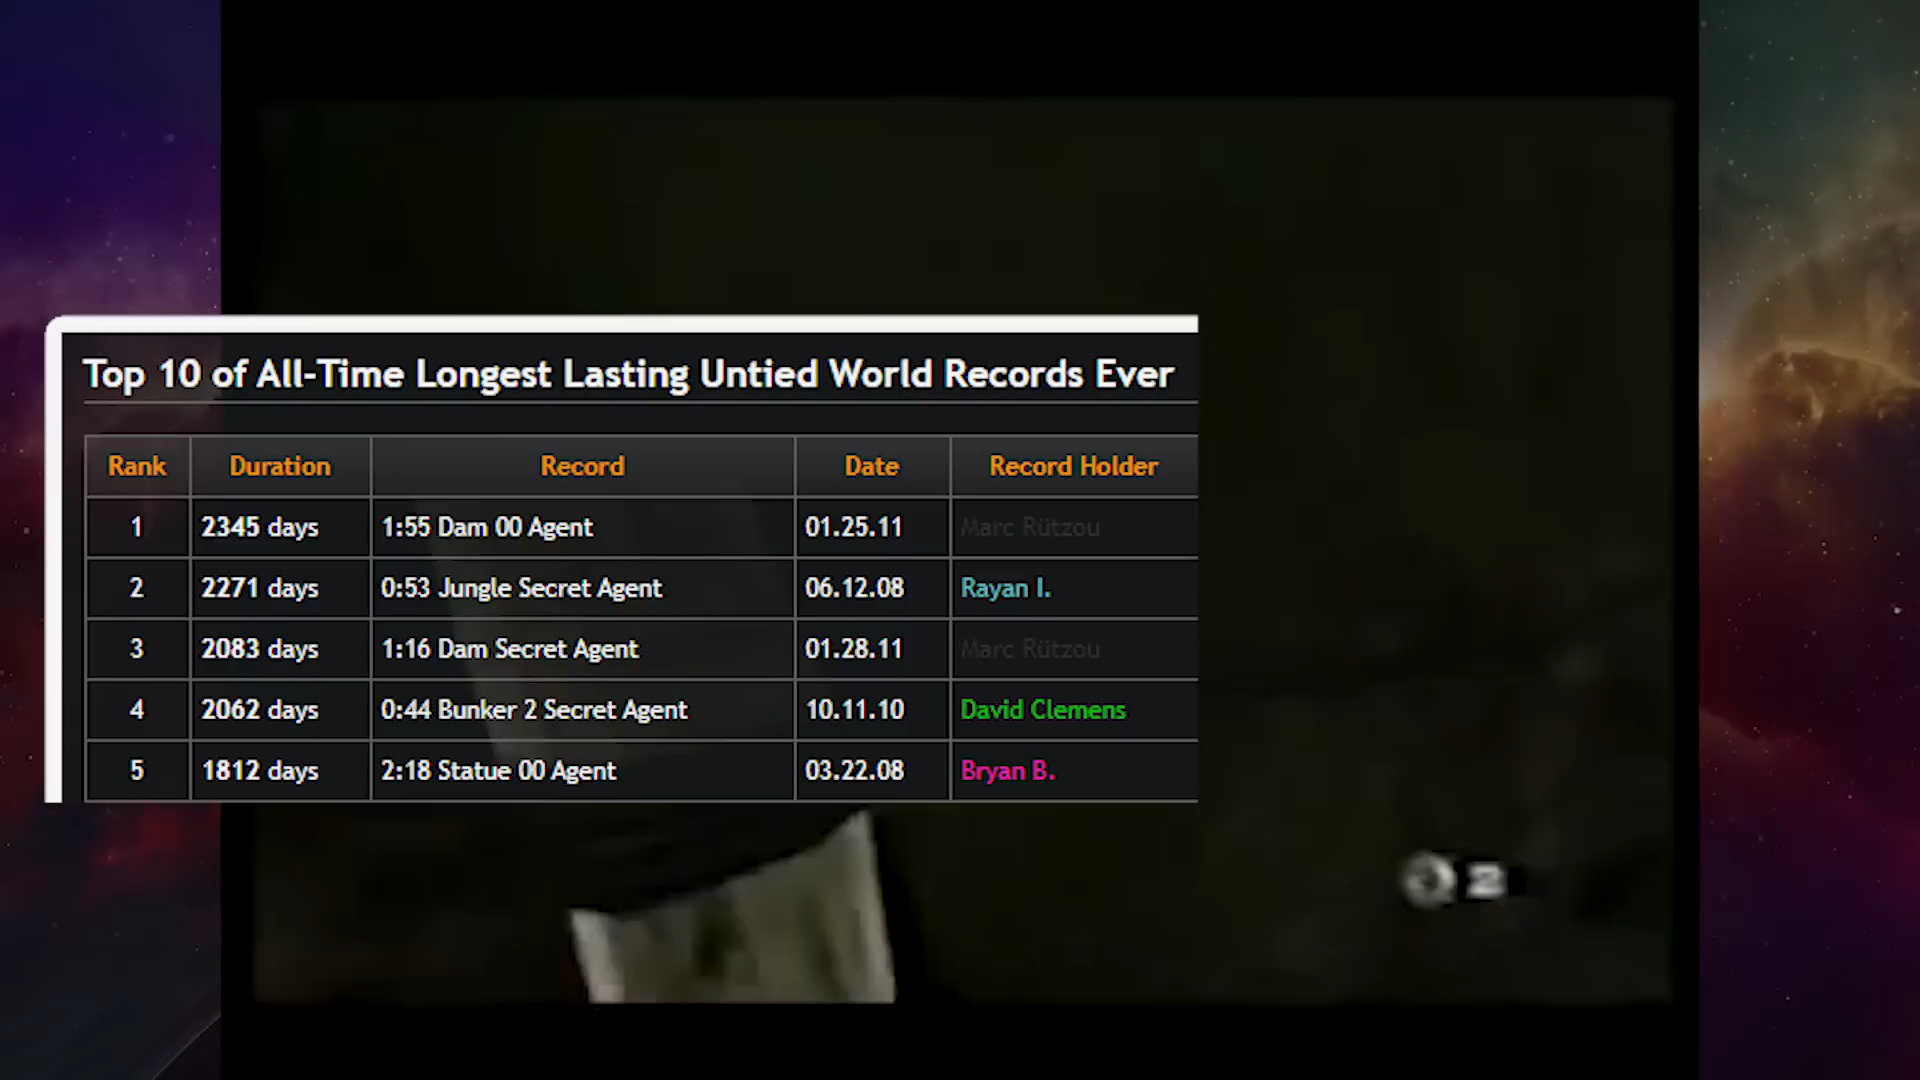 Top 10 of All-Time Longest Lasting Untied World Records Ever
Rank Duration Record Date Record Holder
1 2345 days 1:55 Dam 00 Agent 01.25.11 Marc Rützou
2 2271 days 0:53 Jungle Secret Agent 06.12.08 Rayan I.
3 2083 days 1:16 Dam Secret Agent 01.28.11 Marc Rützou
4 2062 days 0:44 Bunker 2 Secret Agent 10.11.10 David Clemens
5 1812 days 2:18 Statue 00 Agent 03.22.08 Bryan B.